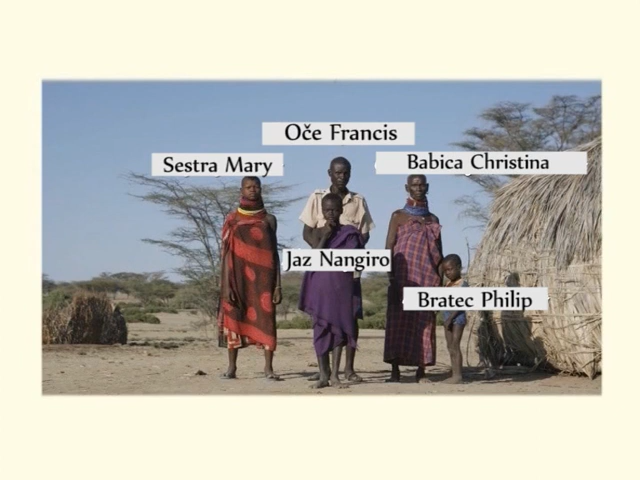 Oče Francis
Sestra Mary
Babica Christina
Jaz Nangiro
Bratec Philip